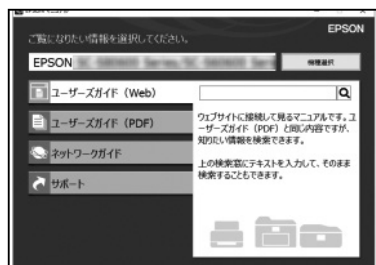 EPSON マニュアル
EPSON
ご覧になりたい情報を選択してください。
EPSON
機種選択
ユーザーズガイド (Web)
ユーザーズガイド (PDF)
ネットワークガイド
サポート
ウェブサイトに接続して見るマニュアルです。ユ
ーザーズガイド (PDF) と同じ内容ですが、
知りたい情報を検索できます。
上の検索窓にテキストを入力して、そのまま
検索することもできます。